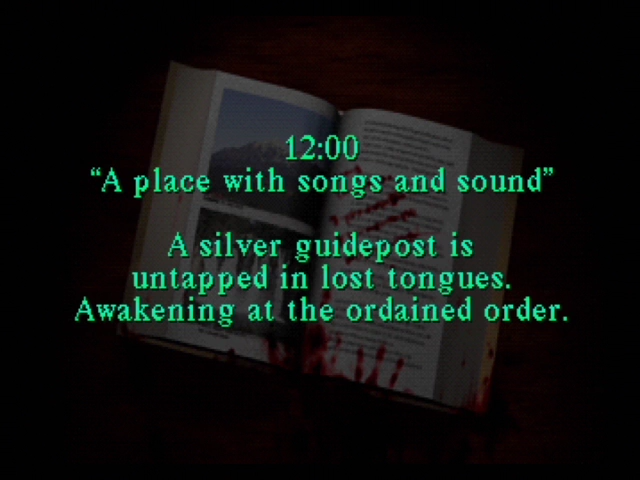 12:00
“A place with songs and sound”
A silver guidepost is
untapped in lost tongues.
Awakening at the ordained order.